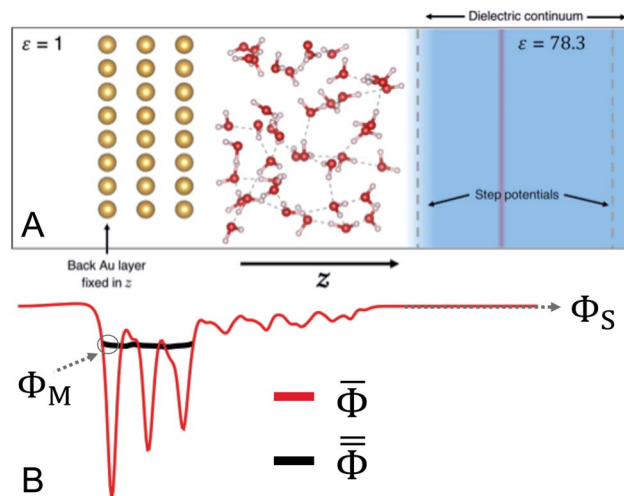 Dielectric continuum
ε = 1
ε = 78.3
Step potentials
A
Back Au layer
fixed in z
z
Φ_S
Φ_M
Φ̅
Φ̿
B